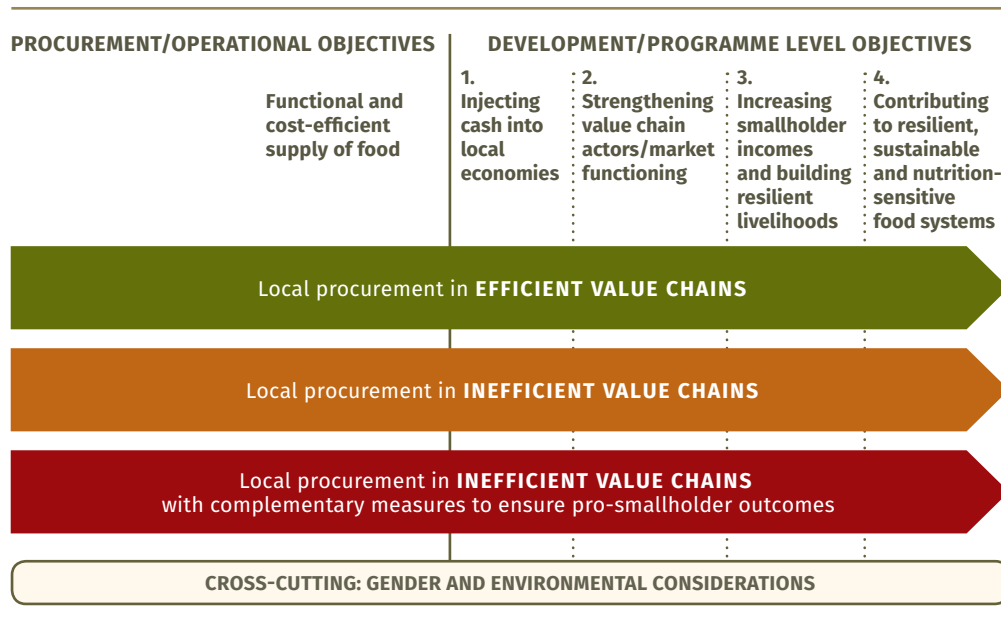 PROCUREMENT/OPERATIONAL OBJECTIVES
DEVELOPMENT/PROGRAMME LEVEL OBJECTIVES
Functional and
cost-efficient
supply of food
1.
Injecting
cash into
local
economies
2.
Strengthening
value chain
actors/market
functioning
3.
Increasing
smallholder
incomes
and building
resilient
livelihoods
4.
Contributing
to resilient,
sustainable
and nutrition-
sensitive
food systems
Local procurement in EFFICIENT VALUE CHAINS
Local procurement in INEFFICIENT VALUE CHAINS
Local procurement in INEFFICIENT VALUE CHAINS
with complementary measures to ensure pro-smallholder outcomes
CROSS-CUTTING: GENDER AND ENVIRONMENTAL CONSIDERATIONS